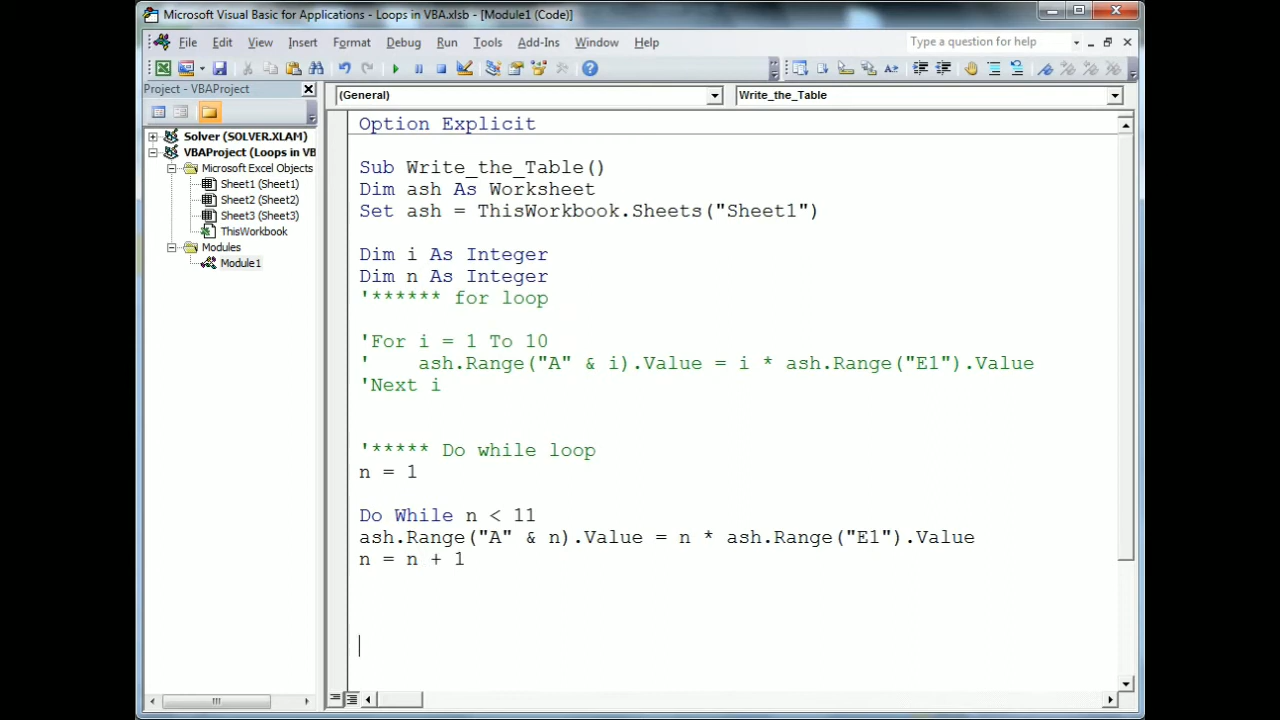 Microsoft Visual Basic for Applications - Loops in VBA.xlsb - [Module1 (Code)]
File Edit View Insert Format Debug Run Tools Add-Ins Window Help Type a question for help
Project - VBAProject
(General) Write_the_Table
Solver (SOLVER.XLAM)
VBAProject (Loops in VB
Microsoft Excel Objects
Sheet1 (Sheet1)
Sheet2 (Sheet2)
Sheet3 (Sheet3)
ThisWorkbook
Modules
Module1
Option Explicit
Sub Write_the_Table()
Dim ash As Worksheet
Set ash = ThisWorkbook.Sheets("Sheet1")
Dim i As Integer
Dim n As Integer
'****** for loop
'For i = 1 To 10
'    ash.Range("A" & i).Value = i * ash.Range("E1").Value
'Next i
'***** Do while loop
n = 1
Do While n < 11
ash.Range("A" & n).Value = n * ash.Range("E1").Value
n = n + 1